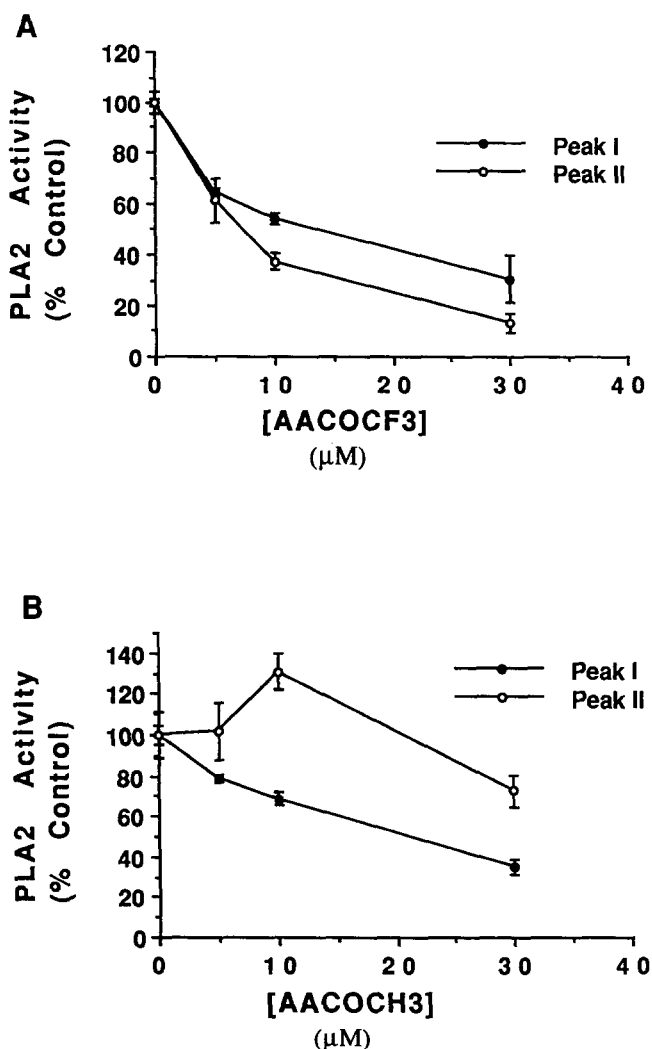 A
PLA2 Activity
(% Control)
120
100
80
60
40
20
0
Peak I
Peak II
0 10 20 30 40
[AACOCF3]
(μM)
B
PLA2 Activity
(% Control)
140
120
100
80
60
40
20
0
Peak I
Peak II
0 10 20 30 40
[AACOCH3]
(μM)